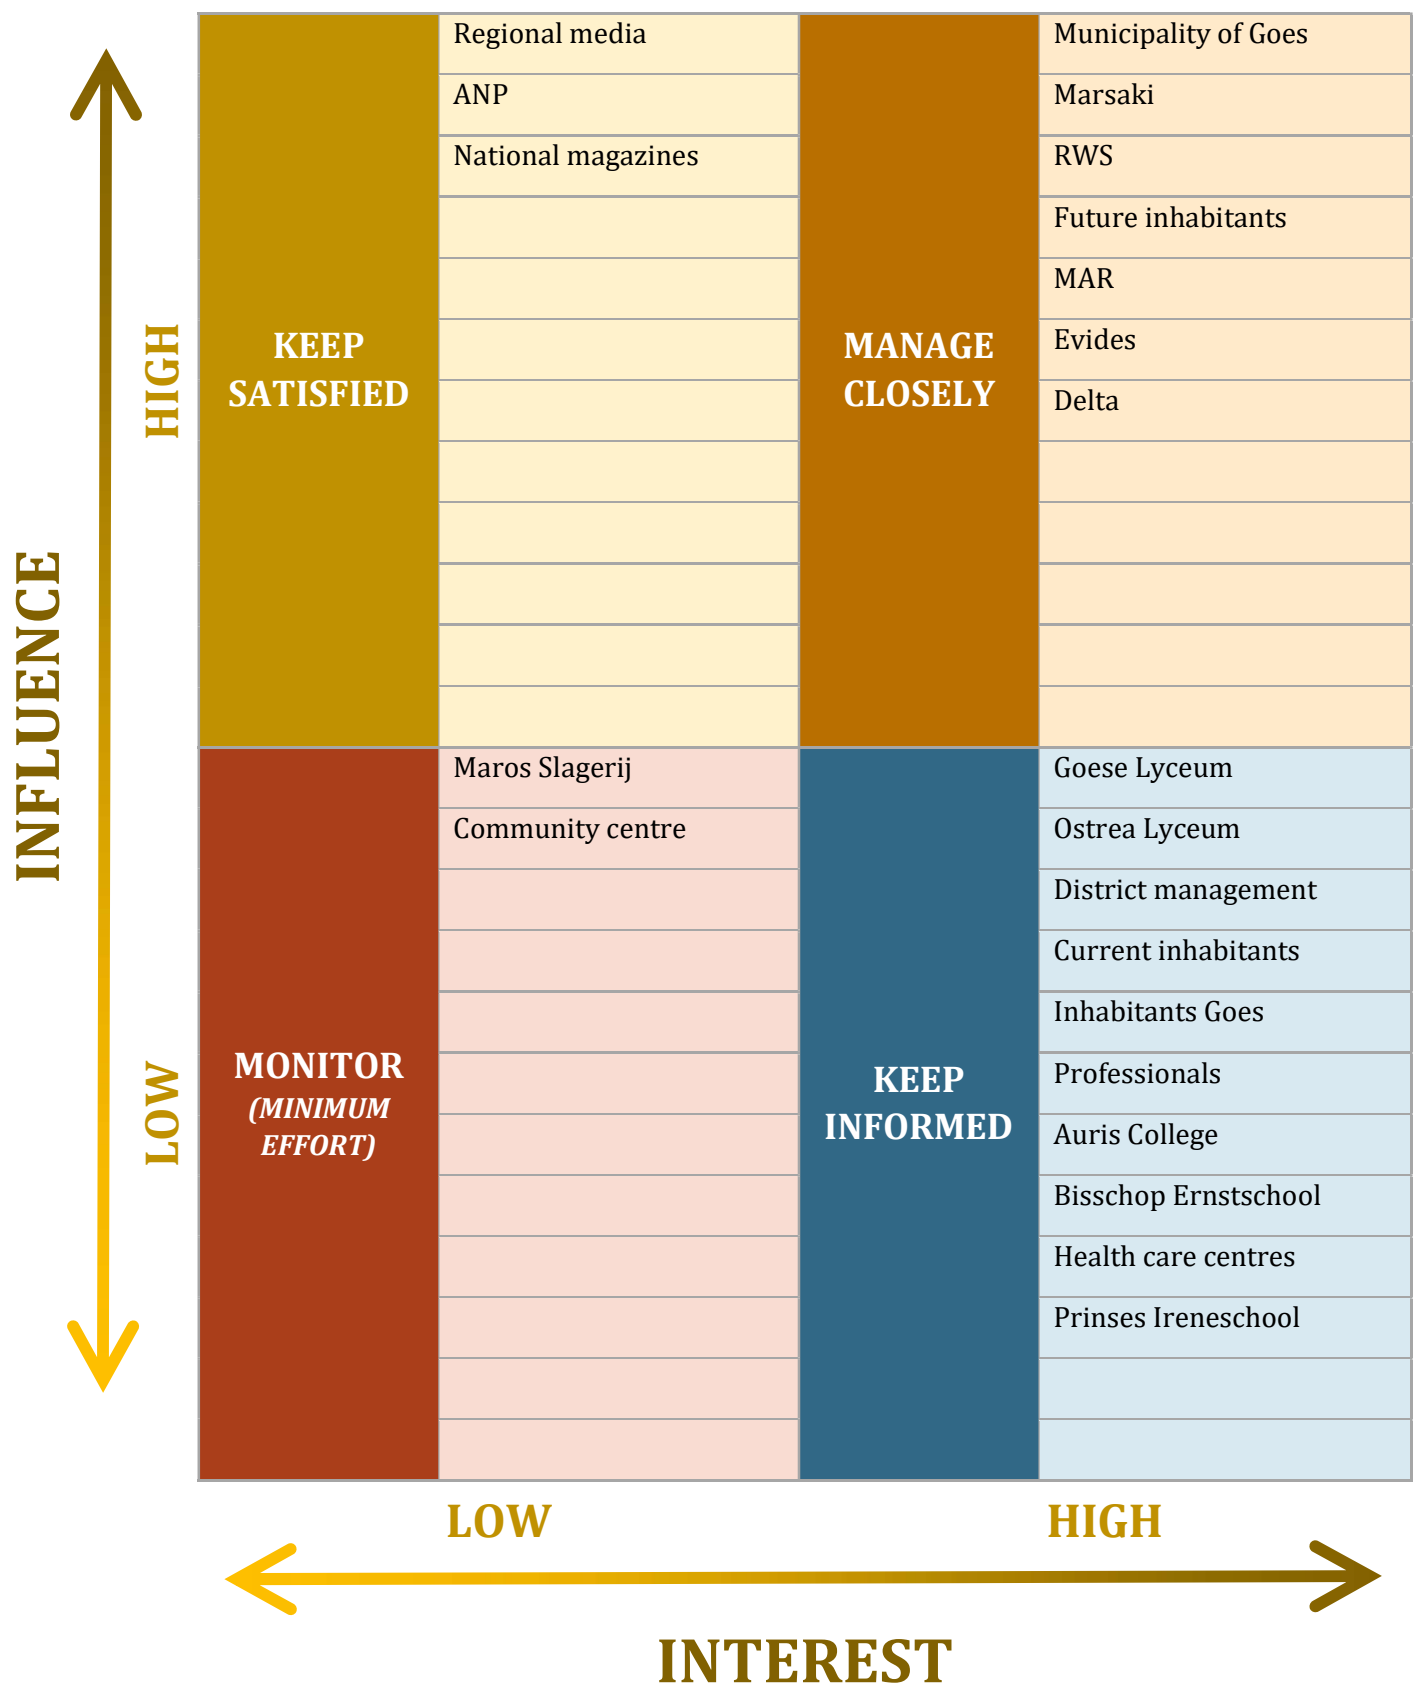 INFLUENCE
HIGH
LOW
KEEP
SATISFIED
Regional media
ANP
National magazines
MANAGE
CLOSELY
Municipality of Goes
Marsaki
RWS
Future inhabitants
MAR
Evides
Delta
MONITOR
(MINIMUM
EFFORT)
Maros Slagerij
Community centre
KEEP
INFORMED
Goese Lyceum
Ostrea Lyceum
District management
Current inhabitants
Inhabitants Goes
Professionals
Auris College
Bisschop Ernstschool
Health care centres
Prinses Ireneschool
LOW
HIGH
INTEREST